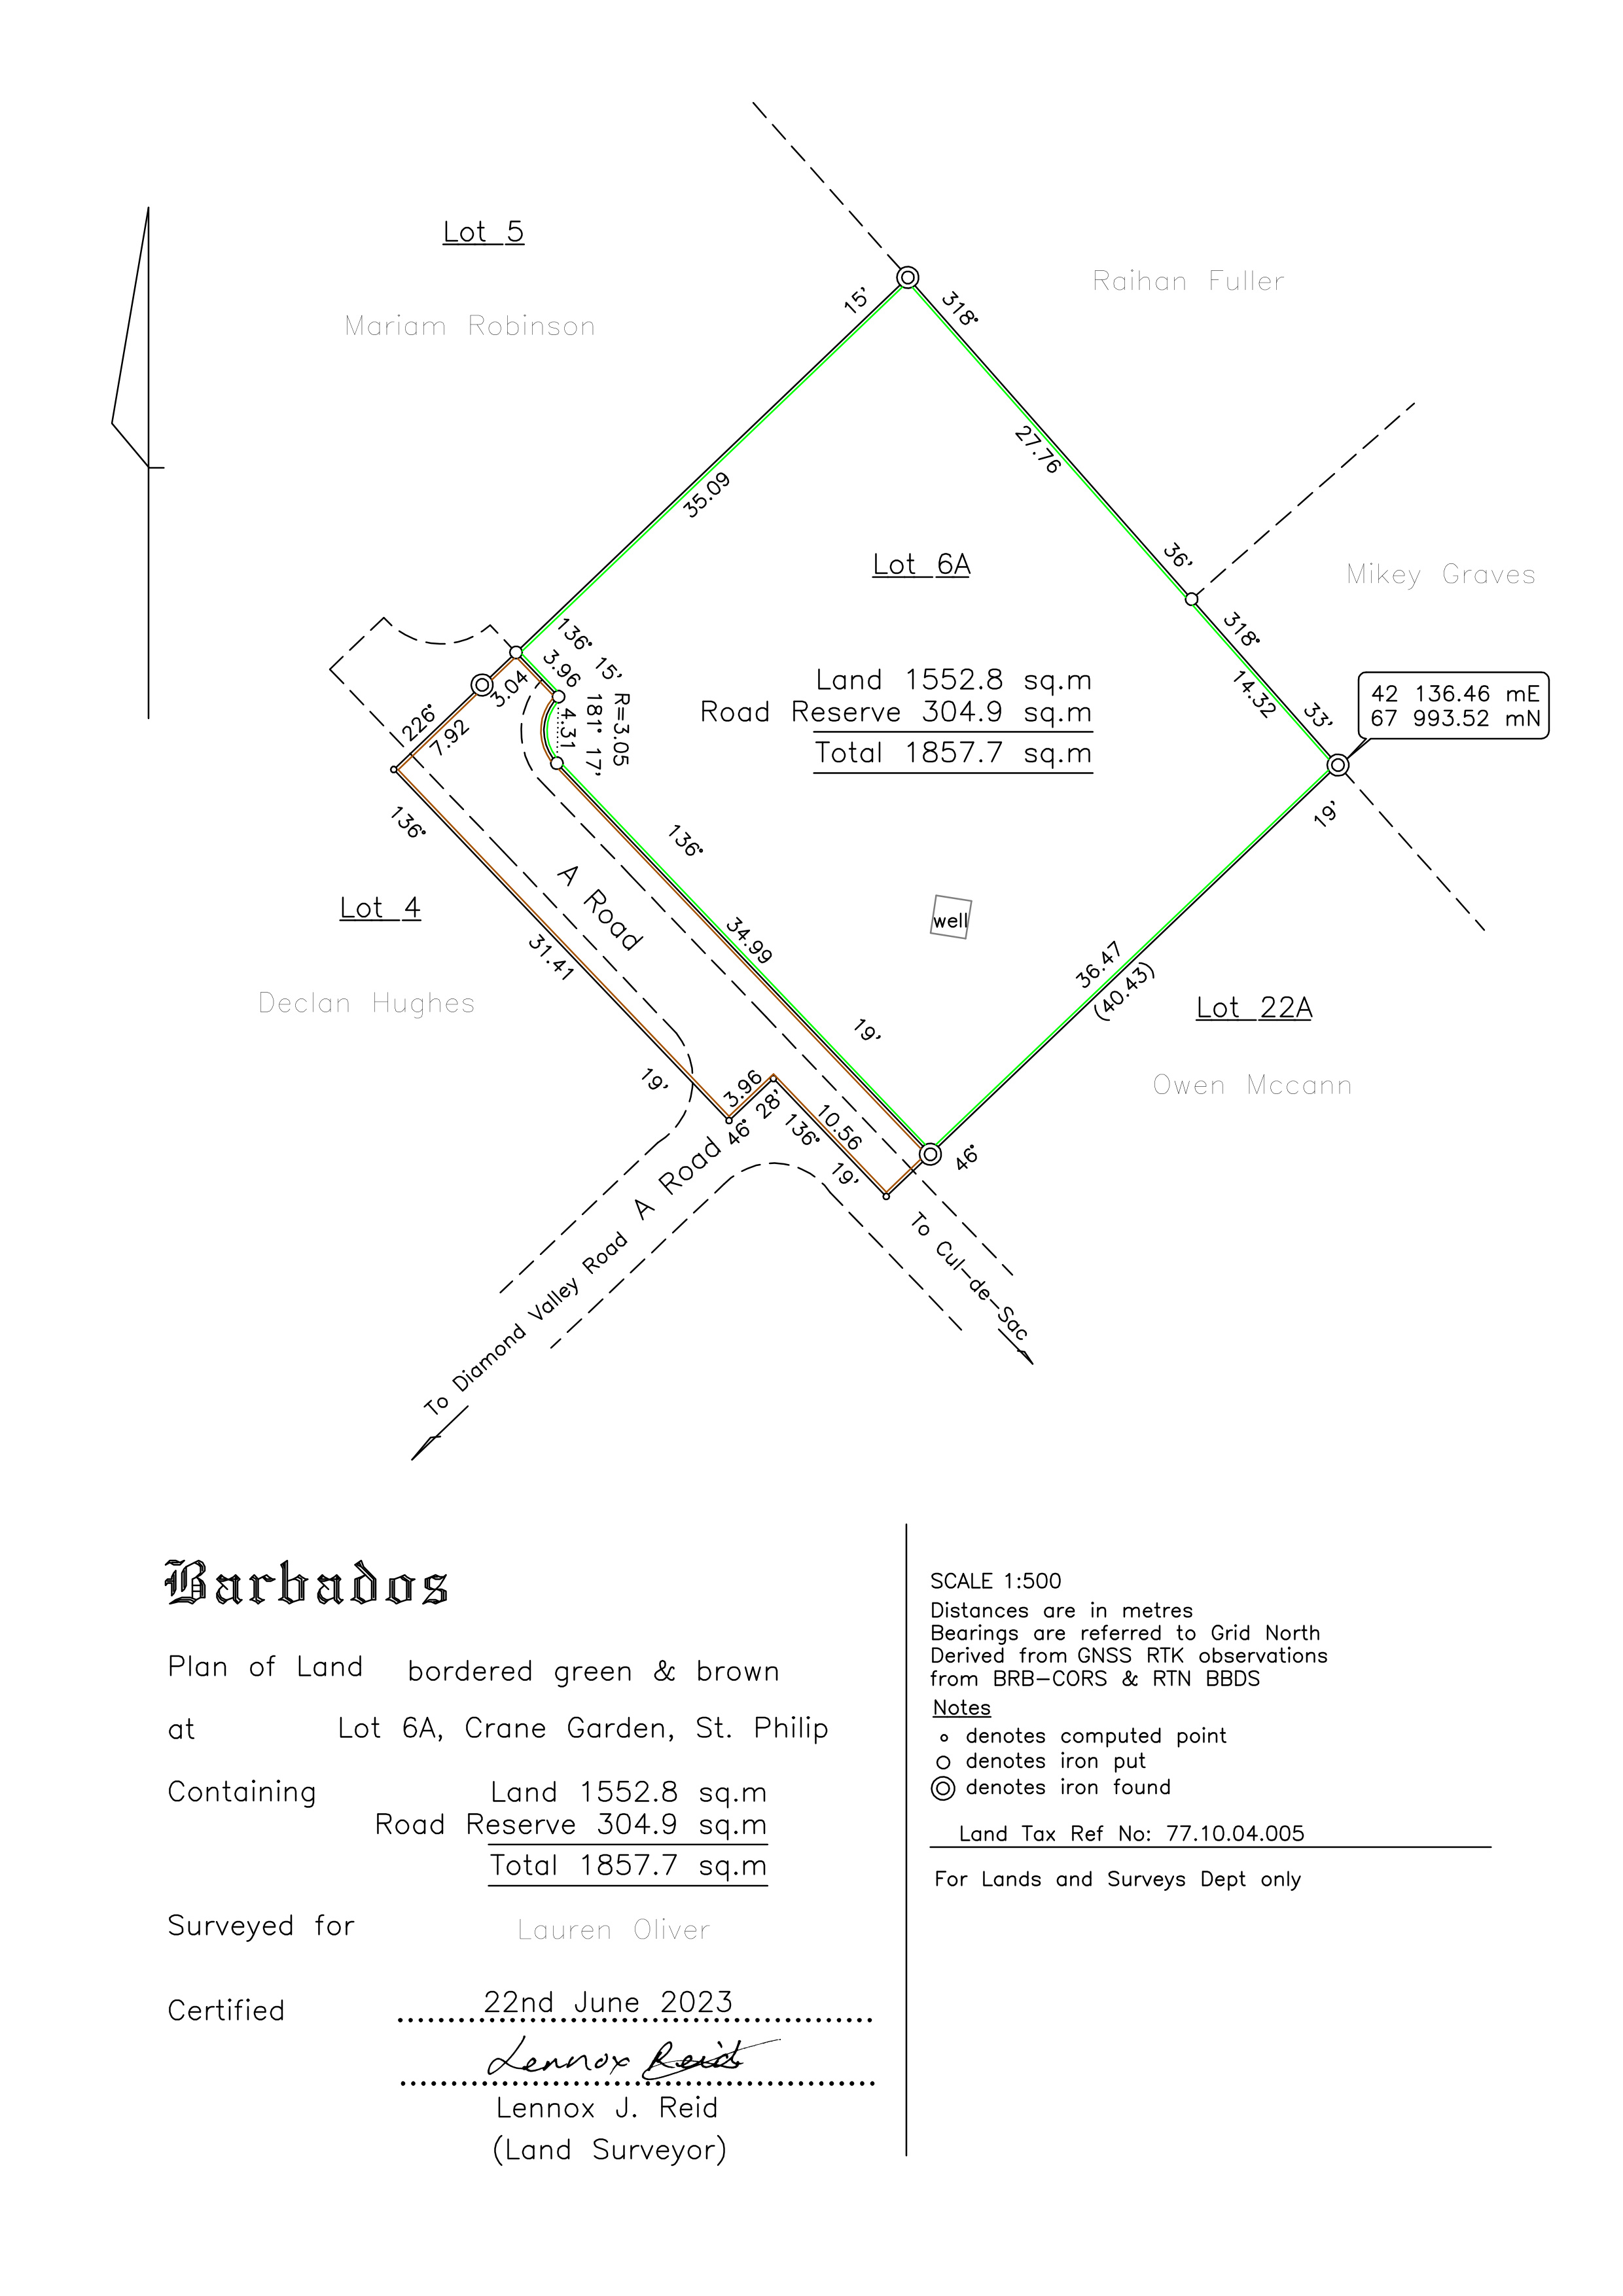 Lot 5
Mariam Robinson
Raihan Fuller
15'
318°
27.76
35.09
36'
Lot 6A
Mikey Graves
318°
14.32
33'
42 136.46 mE
67 993.52 mN
19'
136° 15'
3.96
3.04
R=3.05
181° 17'
4.31
Land 1552.8 sq.m
Road Reserve 304.9 sq.m
Total 1857.7 sq.m
226°
7.92
136°
136°
A Road
Lot 4
31.41
Declan Hughes
34.99
well
36.47
(40.43)
Lot 22A
Owen Mccann
19'
19'
3.96
46°
28'
136°
10.56
19'
46°
A Road
To Diamond Valley Road
To Cul-de-Sac
Barbados
Plan of Land bordered green & brown
at Lot 6A, Crane Garden, St. Philip
Containing Land 1552.8 sq.m
Road Reserve 304.9 sq.m
Total 1857.7 sq.m
Surveyed for Lauren Oliver
Certified 22nd June 2023
Lennox Reid
Lennox J. Reid
(Land Surveyor)
SCALE 1:500
Distances are in metres
Bearings are referred to Grid North
Derived from GNSS RTK observations
from BRB-CORS & RTN BBDS
Notes
denotes computed point
denotes iron put
denotes iron found
Land Tax Ref No: 77.10.04.005
For Lands and Surveys Dept only